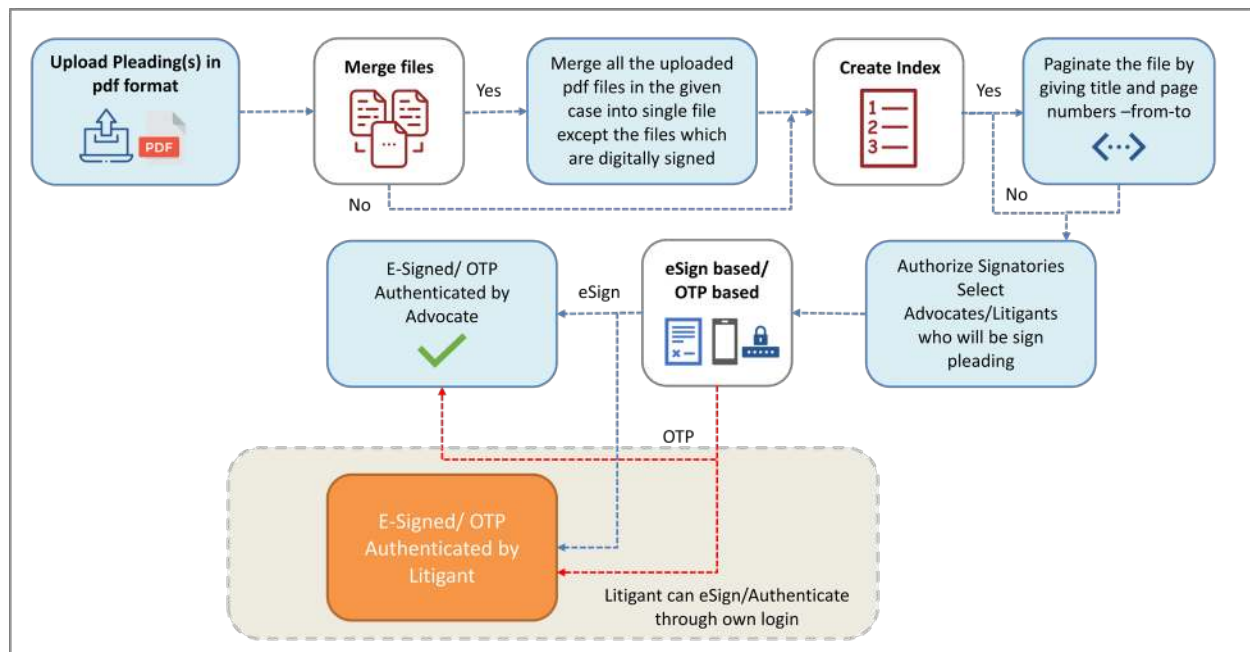 Upload Pleading(s) in
pdf format
PDF
Merge files
Yes
Merge all the uploaded
pdf files in the given
case into single file
except the files which
are digitally signed
Create Index
1
2
3
Yes
Paginate the file by
giving title and page
numbers –from-to
No
No
E-Signed/ OTP
Authenticated by
Advocate
eSign
eSign based/
OTP based
Authorize Signatories
Select
Advocates/Litigants
who will be sign
pleading
OTP
E-Signed/ OTP
Authenticated by
Litigant
Litigant can eSign/Authenticate
through own login